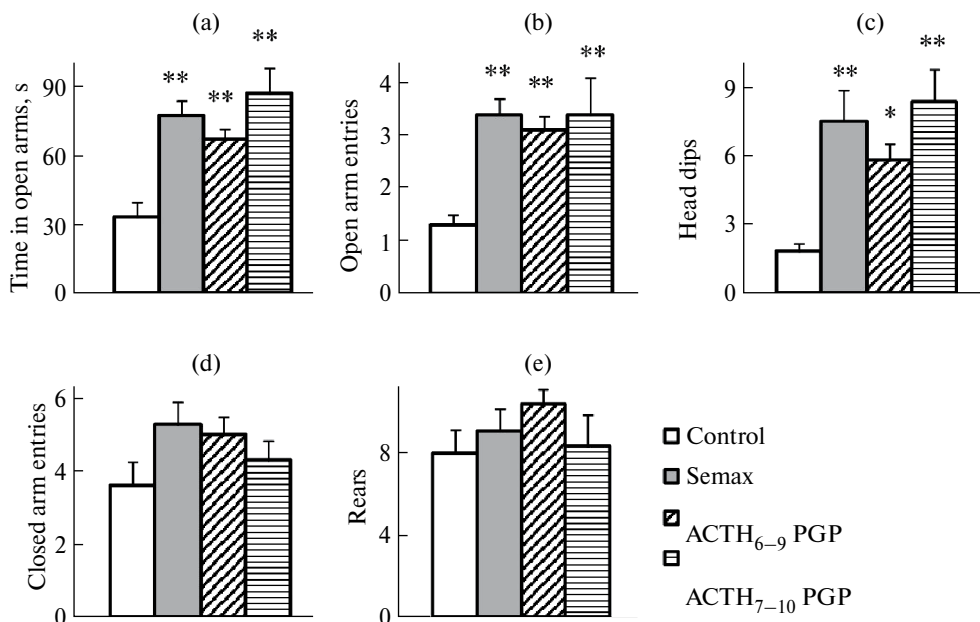 (a)
**
**
**
Time in open arms, s
90
60
30
0
(b)
**
**
**
Open arm entries
4
3
2
1
0
(c)
**
*
**
Head dips
9
6
3
0
(d)
Closed arm entries
6
4
2
0
(e)
Rears
8
4
0
Control
Semax
ACTH6–9 PGP
ACTH7–10 PGP